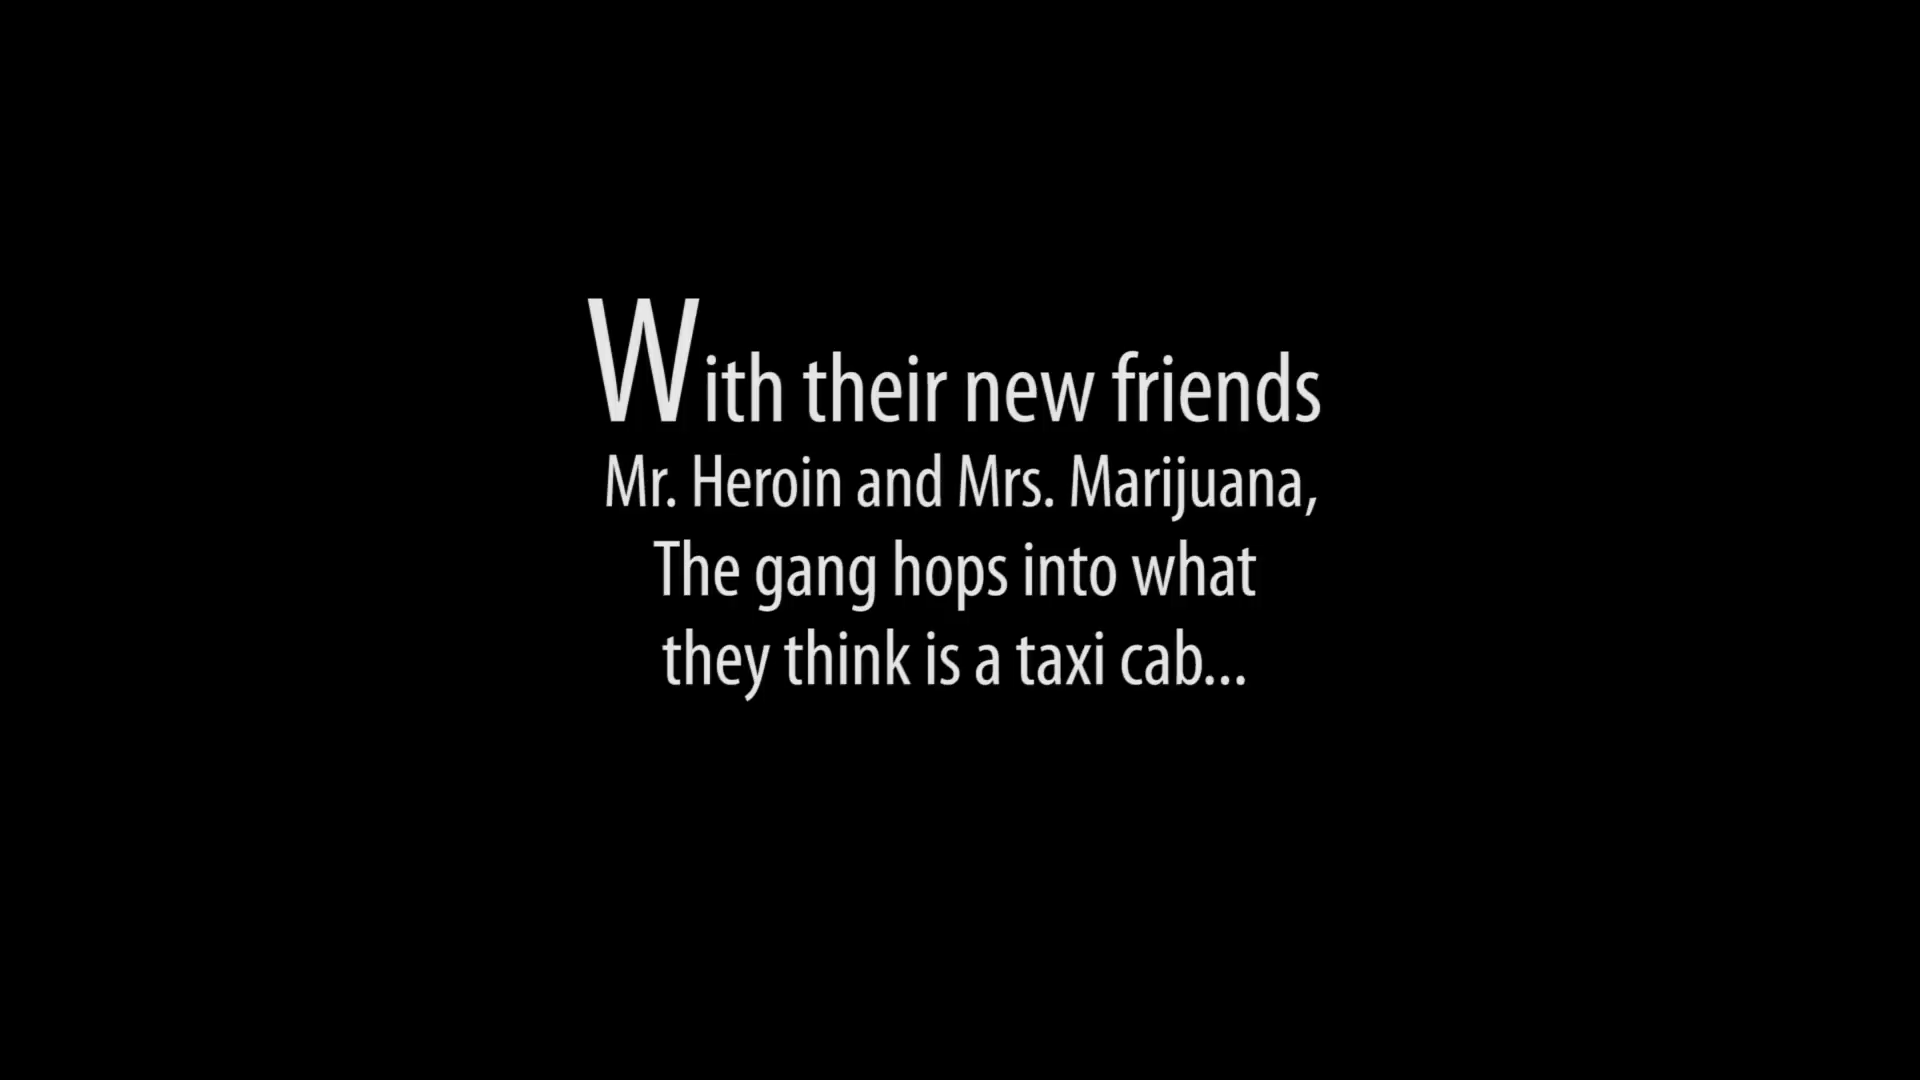 With their new friends
Mr. Heroin and Mrs. Marijuana,
The gang hops into what
they think is a taxi cab...